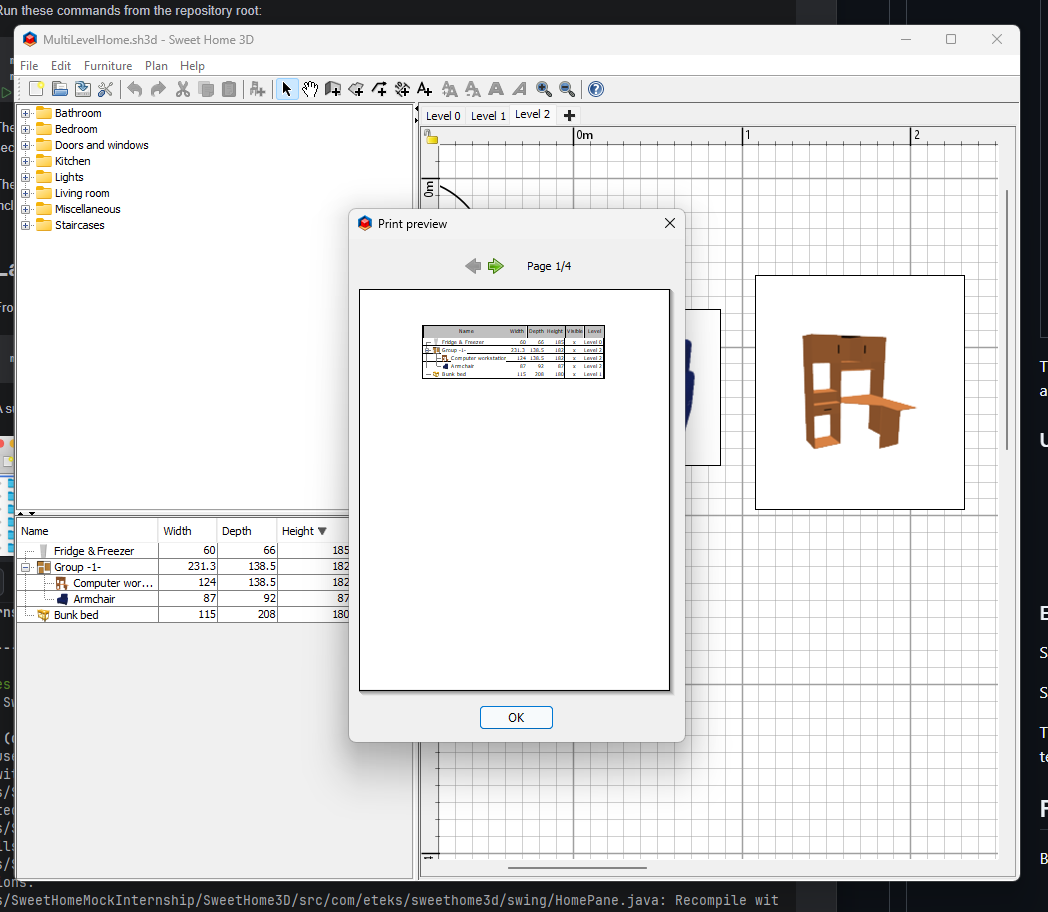 Run these commands from the repository root:
MultiLevelHome.sh3d - Sweet Home 3D
File Edit Furniture Plan Help
Bathroom
Bedroom
Doors and windows
Kitchen
Lights
Living room
Miscellaneous
Staircases
Level 0 Level 1 Level 2
0m 1 2
0m
Print preview
Page 1/4
Name Width Depth Height Visible Level
Fridge & Freezer 60 66 185 x Level 0
Group -1- 231.3 138.5 182 x Level 2
Computer workstation 124 138.5 182 x Level 2
Armchair 87 92 87 x Level 2
Bunk bed 115 208 180 x Level 1
OK
Name Width Depth Height
Fridge & Freezer 60 66 185
Group -1- 231.3 138.5 182
Computer wor... 124 138.5 182
Armchair 87 92 87
Bunk bed 115 208 180
s/SweetHomeMockInternship/SweetHome3D/src/com/eteks/sweethome3d/swing/HomePane.java: Recompile wit